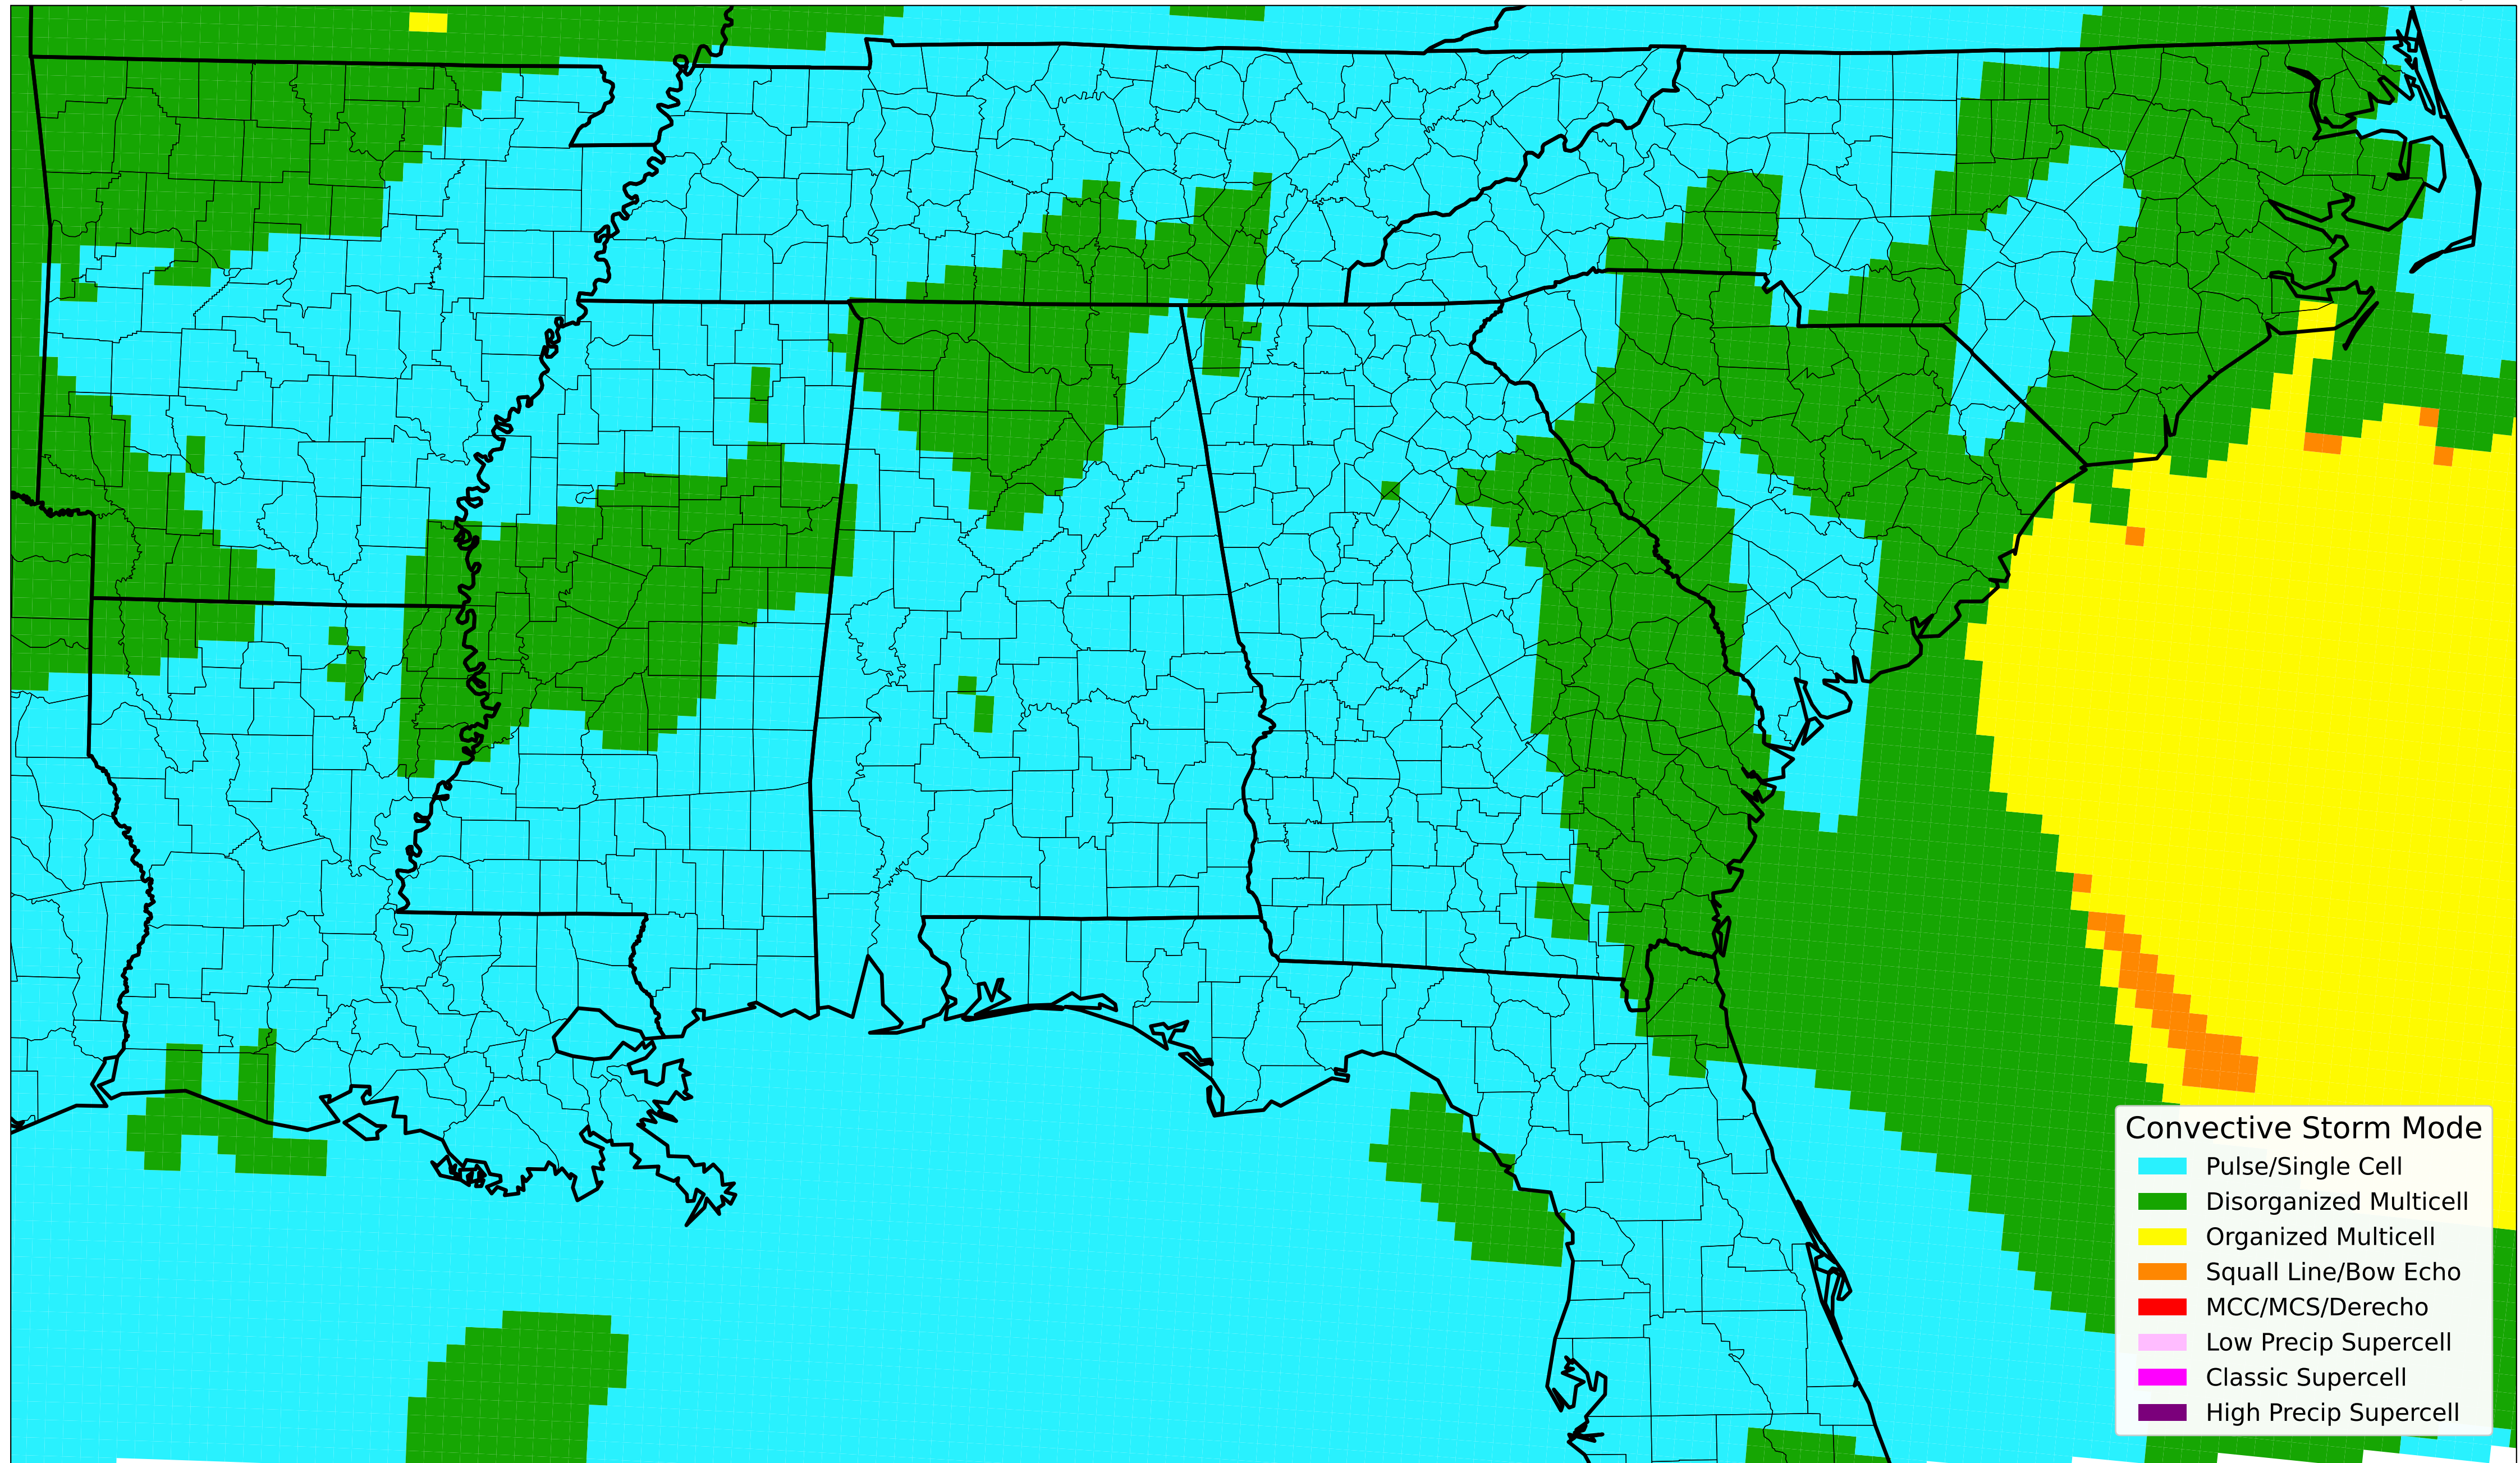 Convective Storm Mode
Pulse/Single Cell
Disorganized Multicell
Organized Multicell
Squall Line/Bow Echo
MCC/MCS/Derecho
Low Precip Supercell
Classic Supercell
High Precip Supercell